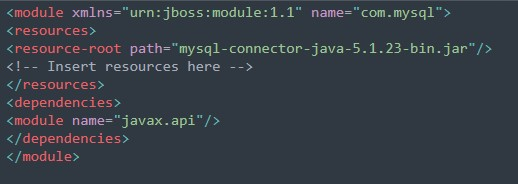 <module xmlns="urn:jboss:module:1.1" name="com.mysql">
<resources>
<resource-root path="mysql-connector-java-5.1.23-bin.jar"/>
<!-- Insert resources here -->
</resources>
<dependencies>
<module name="javax.api"/>
</dependencies>
</module>